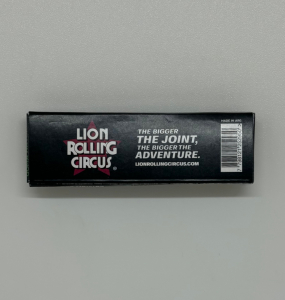 LION
ROLLING
CIRCUS®
THE BIGGER
THE JOINT,
THE BIGGER THE
ADVENTURE.
LIONROLLINGCIRCUS.COM